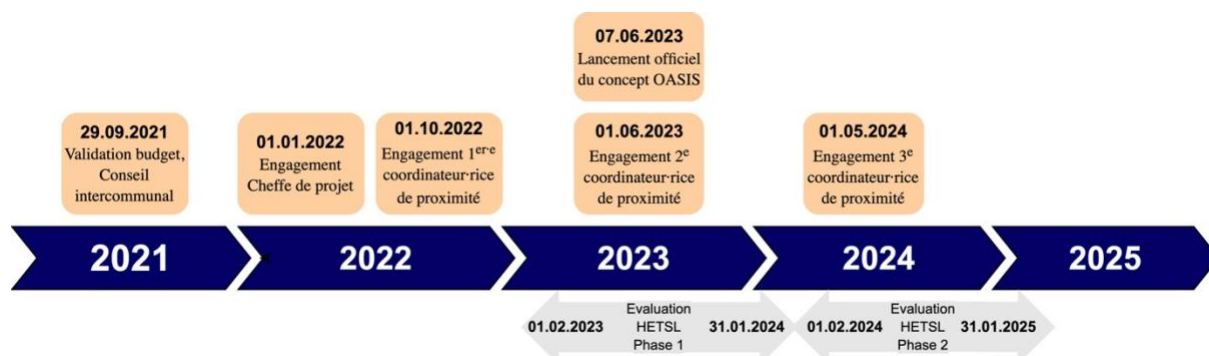 07.06.2023
Lancement officiel
du concept OASIS
29.09.2021
Validation budget,
Conseil
intercommunal
01.01.2022
Engagement
Cheffe de projet
01.10.2022
Engagement 1er·e
coordinateur·rice
de proximité
01.06.2023
Engagement 2e
coordinateur·rice
de proximité
01.05.2024
Engagement 3e
coordinateur·rice
de proximité
2021
2022
2023
2024
2025
01.02.2023
Evaluation
HETSL
Phase 1
31.01.2024
01.02.2024
Evaluation
HETSL
Phase 2
31.01.2025